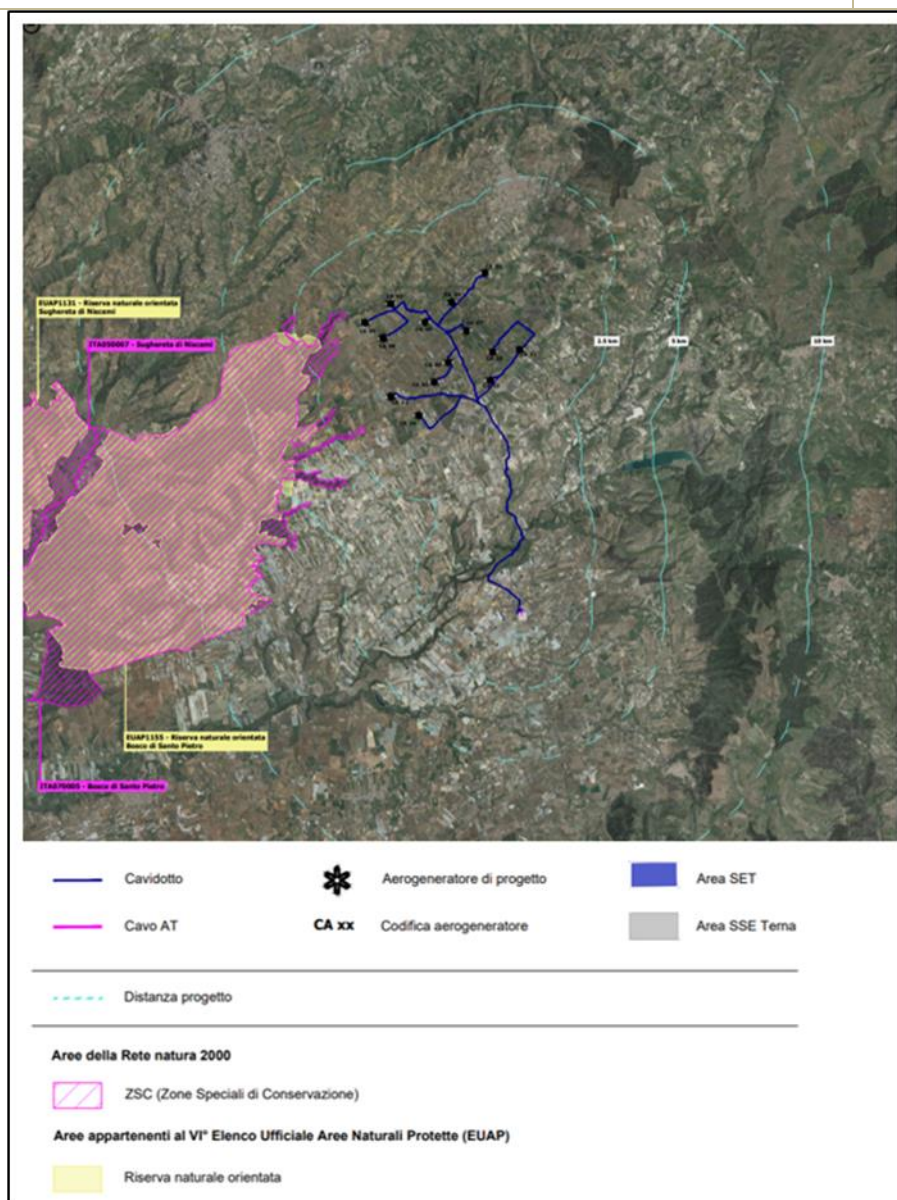 EUAP1131 - Riserva naturale orientata
Sughereta di Niscemi
ITA050007 - Sughereta di Niscemi
2.5 km
5 km
10 km
EUAP1155 - Riserva naturale orientata
Bosco di Santo Pietro
ITA070005 - Bosco di Santo Pietro
Cavidotto
Aerogeneratore di progetto
Area SET
Cavo AT
CA xx
Codifica aerogeneratore
Area SSE Terna
Distanza progetto
Aree della Rete natura 2000
ZSC (Zone Speciali di Conservazione)
Aree appartenenti al VI° Elenco Ufficiale Aree Naturali Protette (EUAP)
Riserva naturale orientata